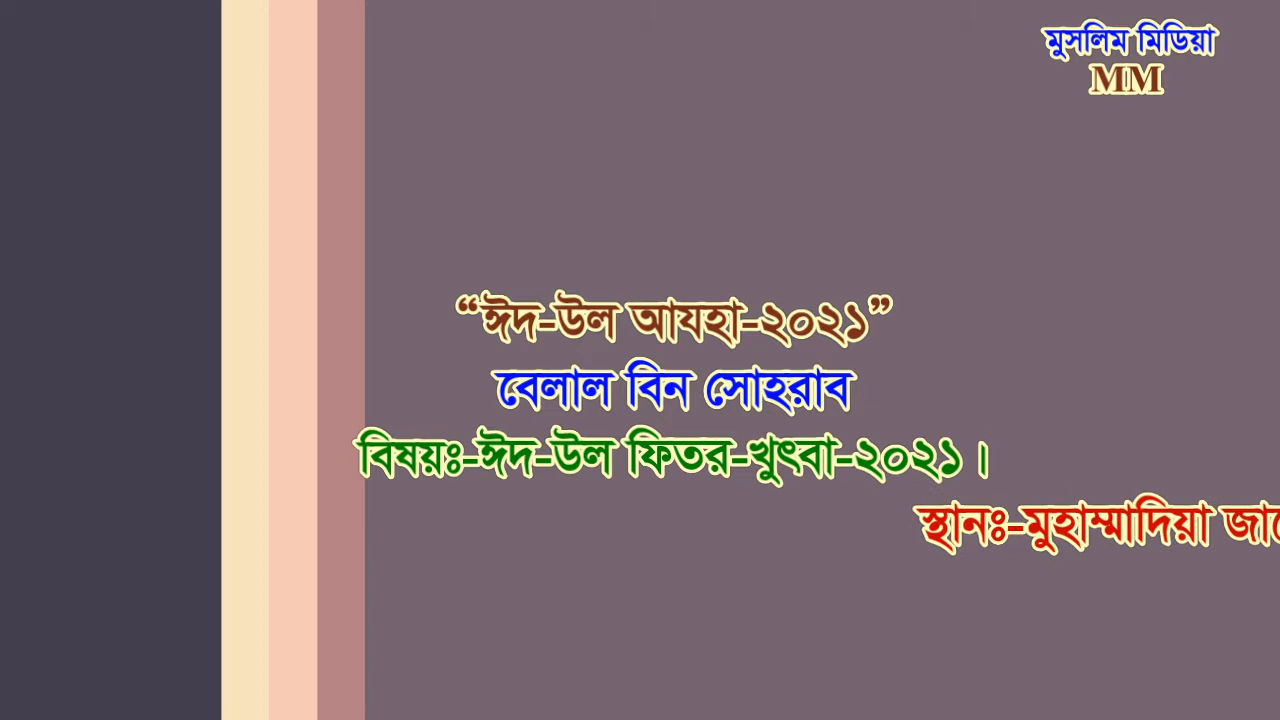 মুসলিম মিডিয়া
MM
“ঈদ-উল আযহা-২০২১”
বেলাল বিন সোহরাব
বিষয়ঃ-ঈদ-উল ফিতর-খুৎবা-২০২১।
স্থানঃ-মুহাম্মাদিয়া